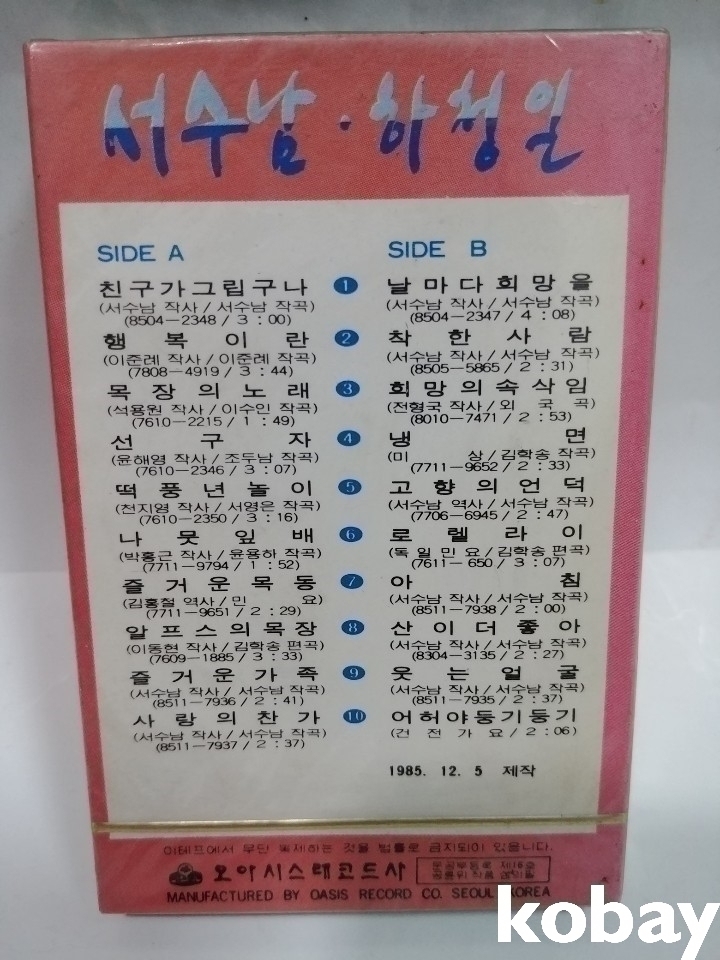 서수남·하청일
SIDE A
친구가그립구나 1
(서수남 작사/서수남 작곡)
(8504-2348/3:00)
행복이란 2
(이준례 작사/이준례 작곡)
(7808-4919/3:44)
목장의노래 3
(석용원 작사/이수인 작곡)
(7610-2215/1:49)
선구자 4
(윤해영 작사/조두남 작곡)
(7610-2346/3:07)
떡풍년놀이 5
(천지영 작사/서영은 작곡)
(7610-2350/3:16)
나뭇잎배 6
(박홍근 작사/윤용하 작곡)
(7711-9794/1:52)
즐거운목동 7
(김홍철 역사/민 요)
(7711-9651/2:29)
알프스의목장 8
(이동현 작사/김학송 편곡)
(7609-1885/3:33)
즐거운가족 9
(서수남 작사/서수남 작곡)
(8511-7936/2:41)
사랑의찬가 10
(서수남 작사/서수남 작곡)
(8511-7937/2:37)
SIDE B
날마다희망을
(서수남 작사/서수남 작곡)
(8504-2347/4:08)
착한사람
(서수남 작사/서수남 작곡)
(8505-5865/2:31)
희망의속삭임
(전형국 작사/외국곡)
(8010-7471/2:53)
냉면
(미 상/김학송 작곡)
(7711-9652/2:33)
고향의언덕
(서수남 역사/서수남 작곡)
(7706-6945/2:47)
로렐라이
(독일민요/김학송 편곡)
(7611-650/3:07)
아침
(서수남 작사/서수남 작곡)
(8511-7938/2:00)
산이더좋아
(서수남 작사/서수남 작곡)
(8304-3135/2:27)
웃는얼굴
(서수남 작사/서수남 작곡)
(8511-7935/2:37)
어허야둥기둥기
(건전가요/2:06)
1985. 12. 5 제작
이테프에서 무단 복제하는 것을 법률로 금지되어 있읍니다.
오아시스레코드사
문공부등록 제16호
MANUFACTURED BY OASIS RECORD CO. SEOUL KOREA
kobay